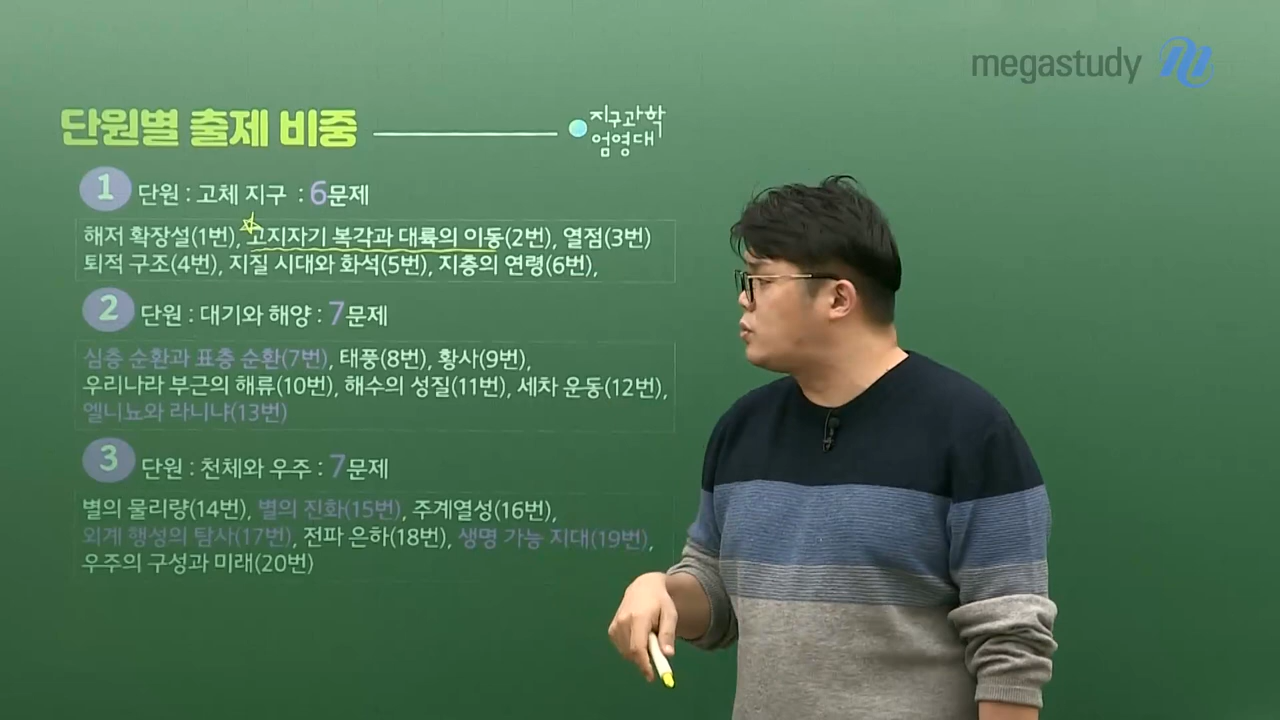 megastudy
단원별 출제 비중
지구과학
엄영대
1 단원 : 고체 지구 : 6문제
해저 확장설(1번), 고지자기 복각과 대륙의 이동(2번), 열점(3번)
퇴적 구조(4번), 지질 시대와 화석(5번), 지층의 연령(6번),
2 단원 : 대기와 해양 : 7문제
심층 순환과 표층 순환(7번), 태풍(8번), 황사(9번),
우리나라 부근의 해류(10번), 해수의 성질(11번), 세차 운동(12번),
엘니뇨와 라니냐(13번)
3 단원 : 천체와 우주 : 7문제
별의 물리량(14번), 별의 진화(15번), 주계열성(16번),
외계 행성의 탐사(17번), 전파 은하(18번), 생명 가능 지대(19번),
우주의 구성과 미래(20번)